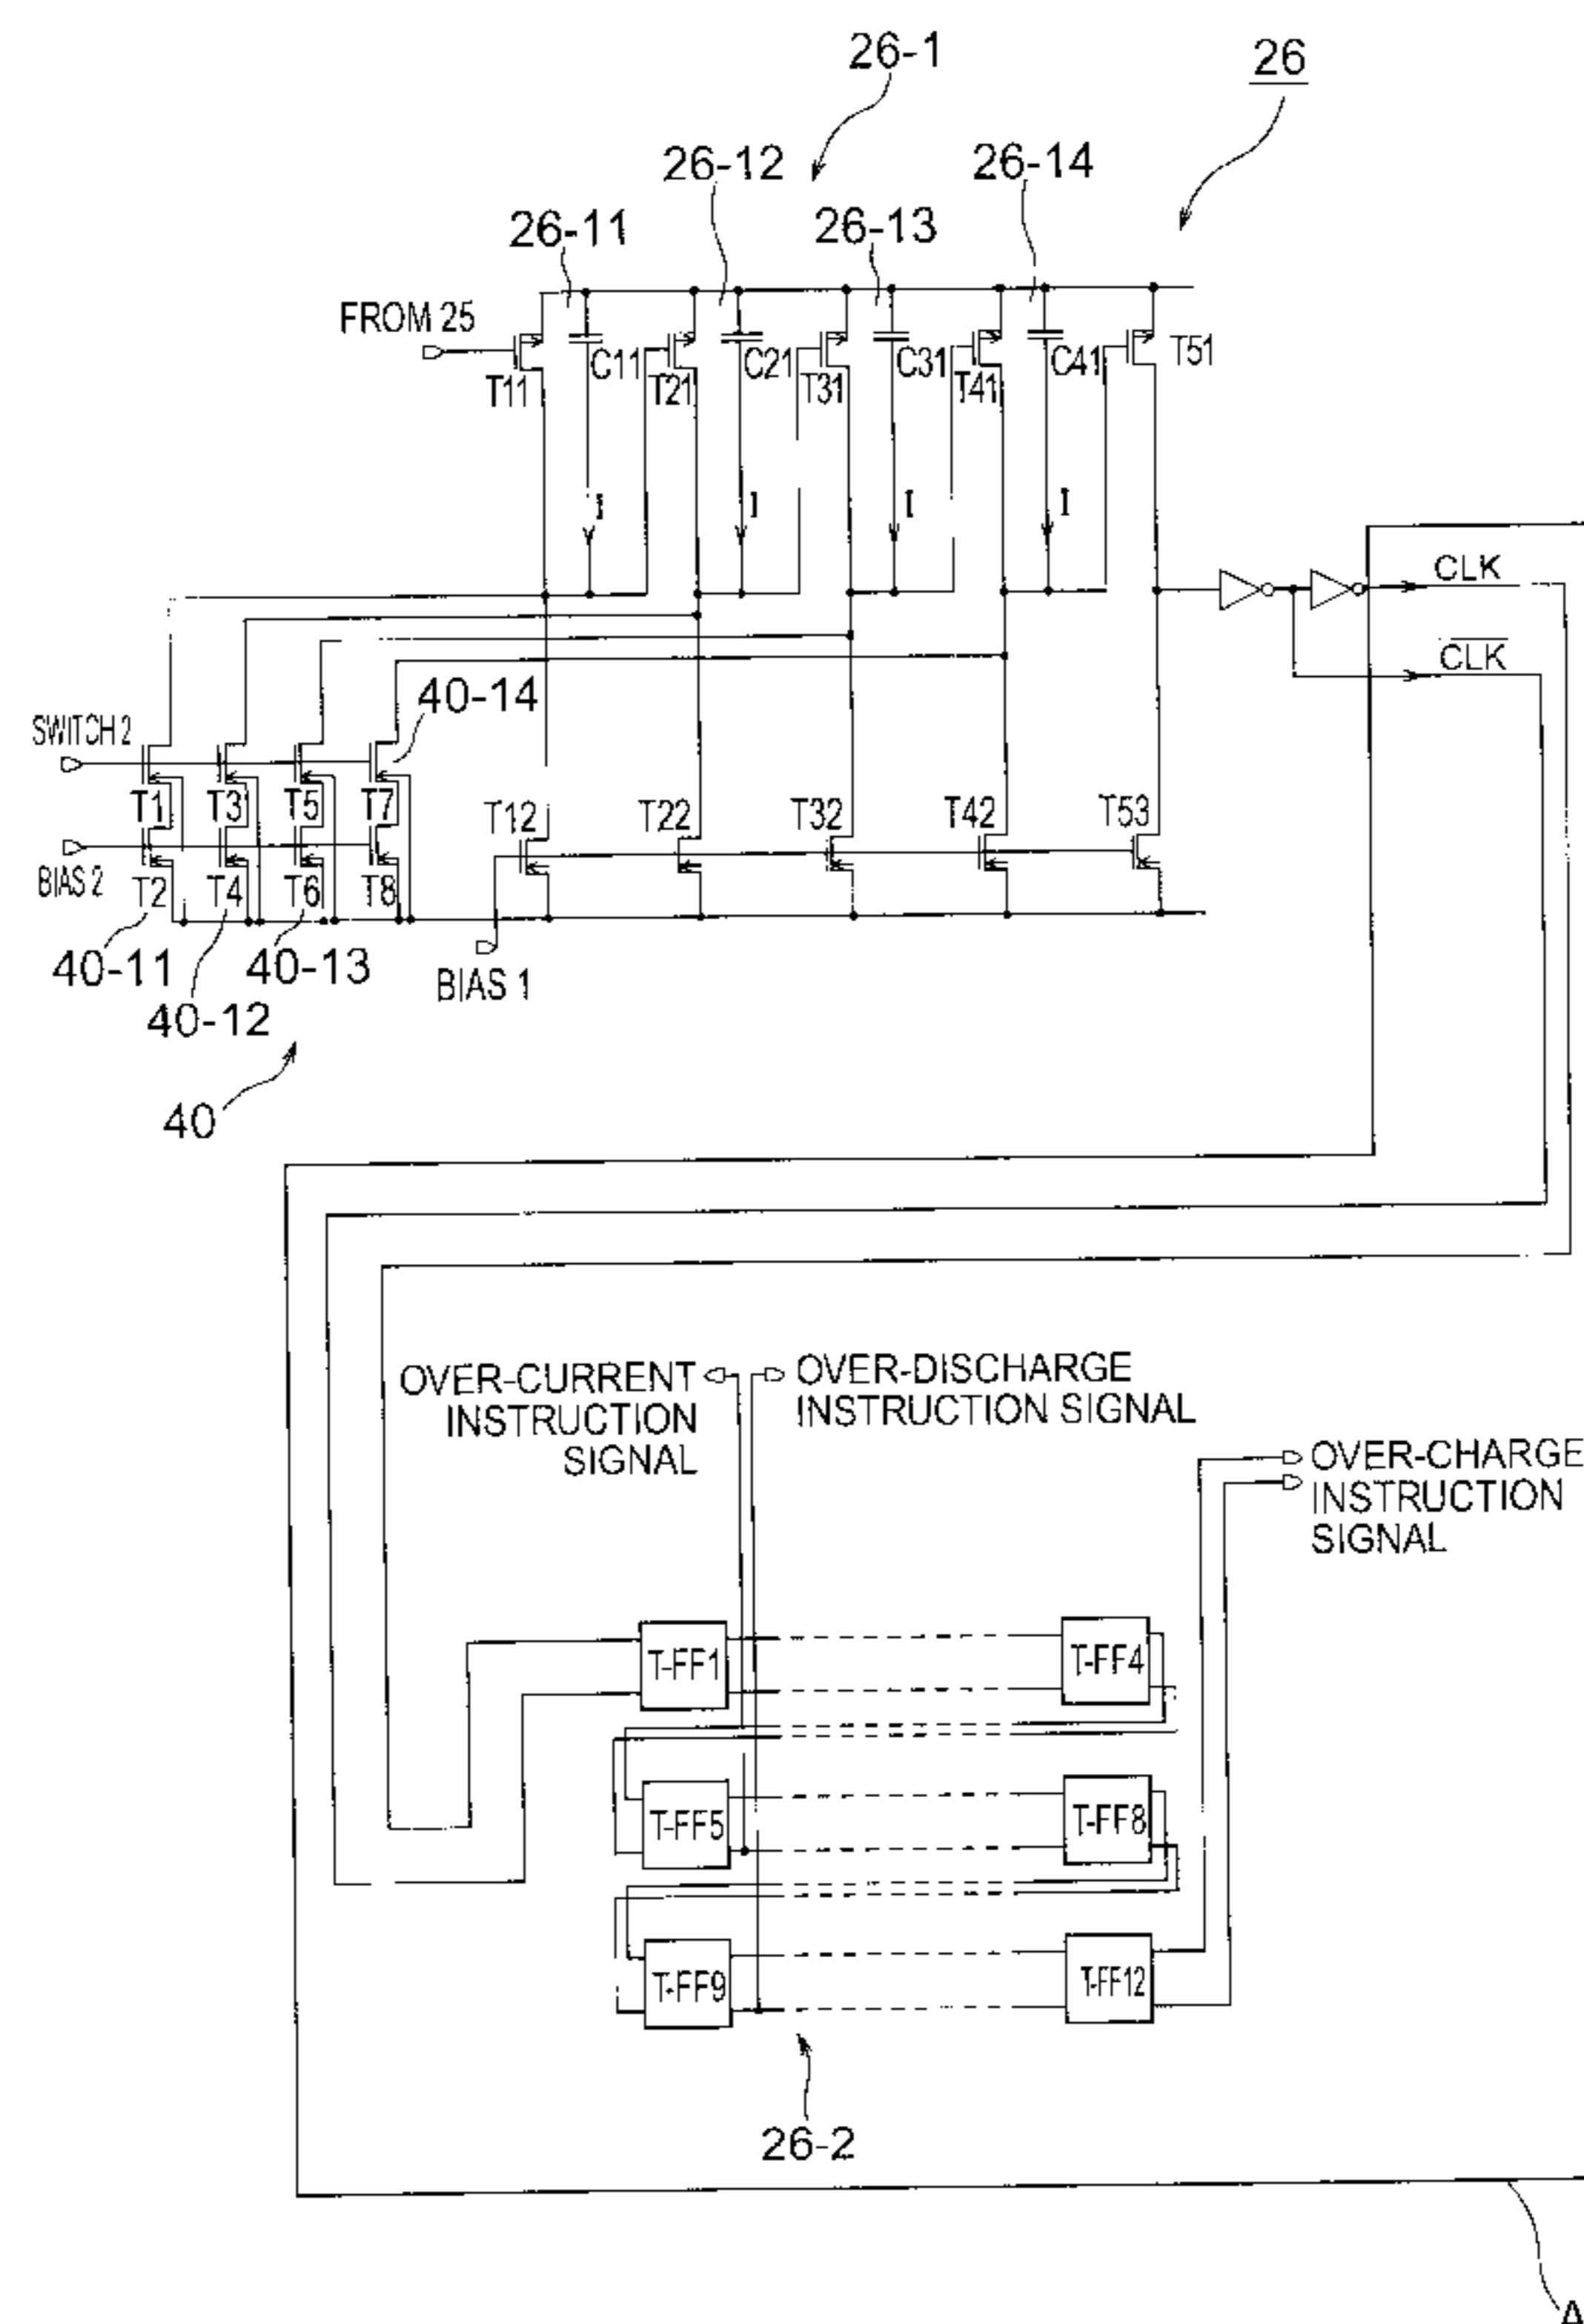 26-1
26
26-12
26-14
26-11
26-13
FROM 25
C11
C21
C31
C41
T51
T11
T21
T31
T41
I
I
I
I
CLK
CLK
40-14
SWITCH 2
T1
T3
T5
T7
T12
T22
T32
T42
T53
BIAS 2
T2
T4
T6
T8
40-11
40-13
BIAS 1
40-12
40
OVER-CURRENT
INSTRUCTION
SIGNAL
OVER-DISCHARGE
INSTRUCTION SIGNAL
OVER-CHARGE
INSTRUCTION
SIGNAL
T-FF1
T-FF4
T-FF5
T-FF8
T-FF9
T-FF12
26-2
A